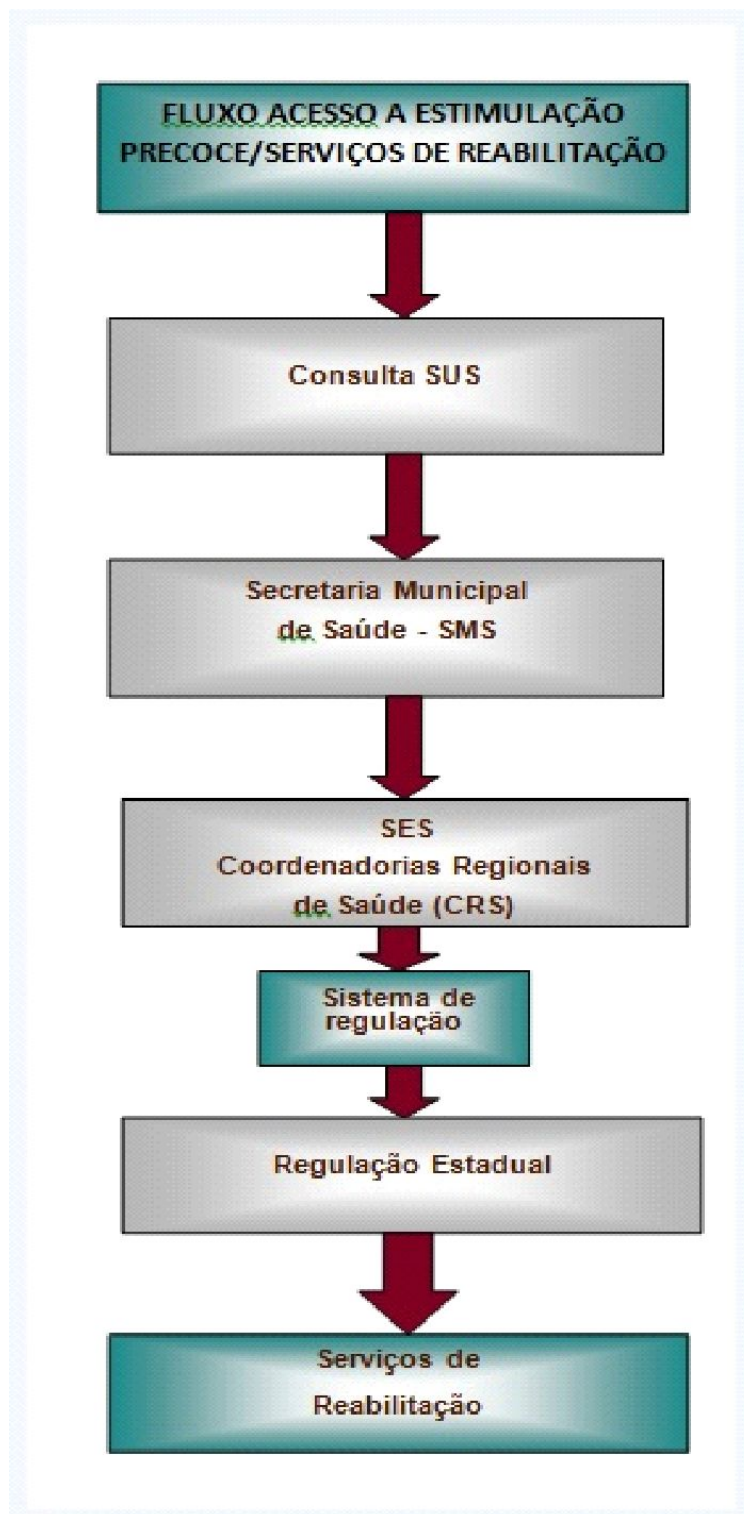 FLUXO ACESSO A ESTIMULAÇÃO
PRECOCE/SERVIÇOS DE REABILITAÇÃO
Consulta SUS
Secretaria Municipal
de Saúde - SMS
SES
Coordenadorias Regionais
de Saúde (CRS)
Sistema de
regulação
Regulação Estadual
Serviços de
Reabilitação